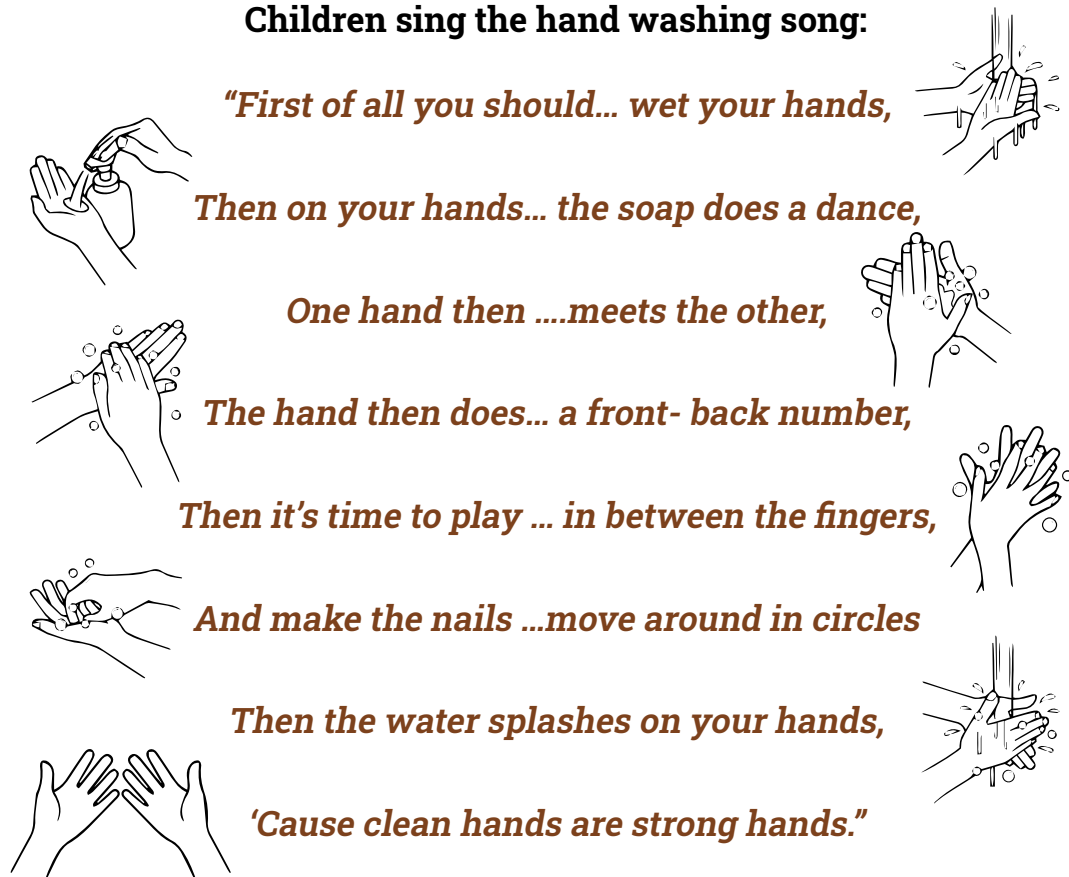 Children sing the hand washing song:
“First of all you should... wet your hands,
Then on your hands... the soap does a dance,
One hand then ....meets the other,
The hand then does... a front- back number,
Then it’s time to play ... in between the fingers,
And make the nails ...move around in circles
Then the water splashes on your hands,
‘Cause clean hands are strong hands.”